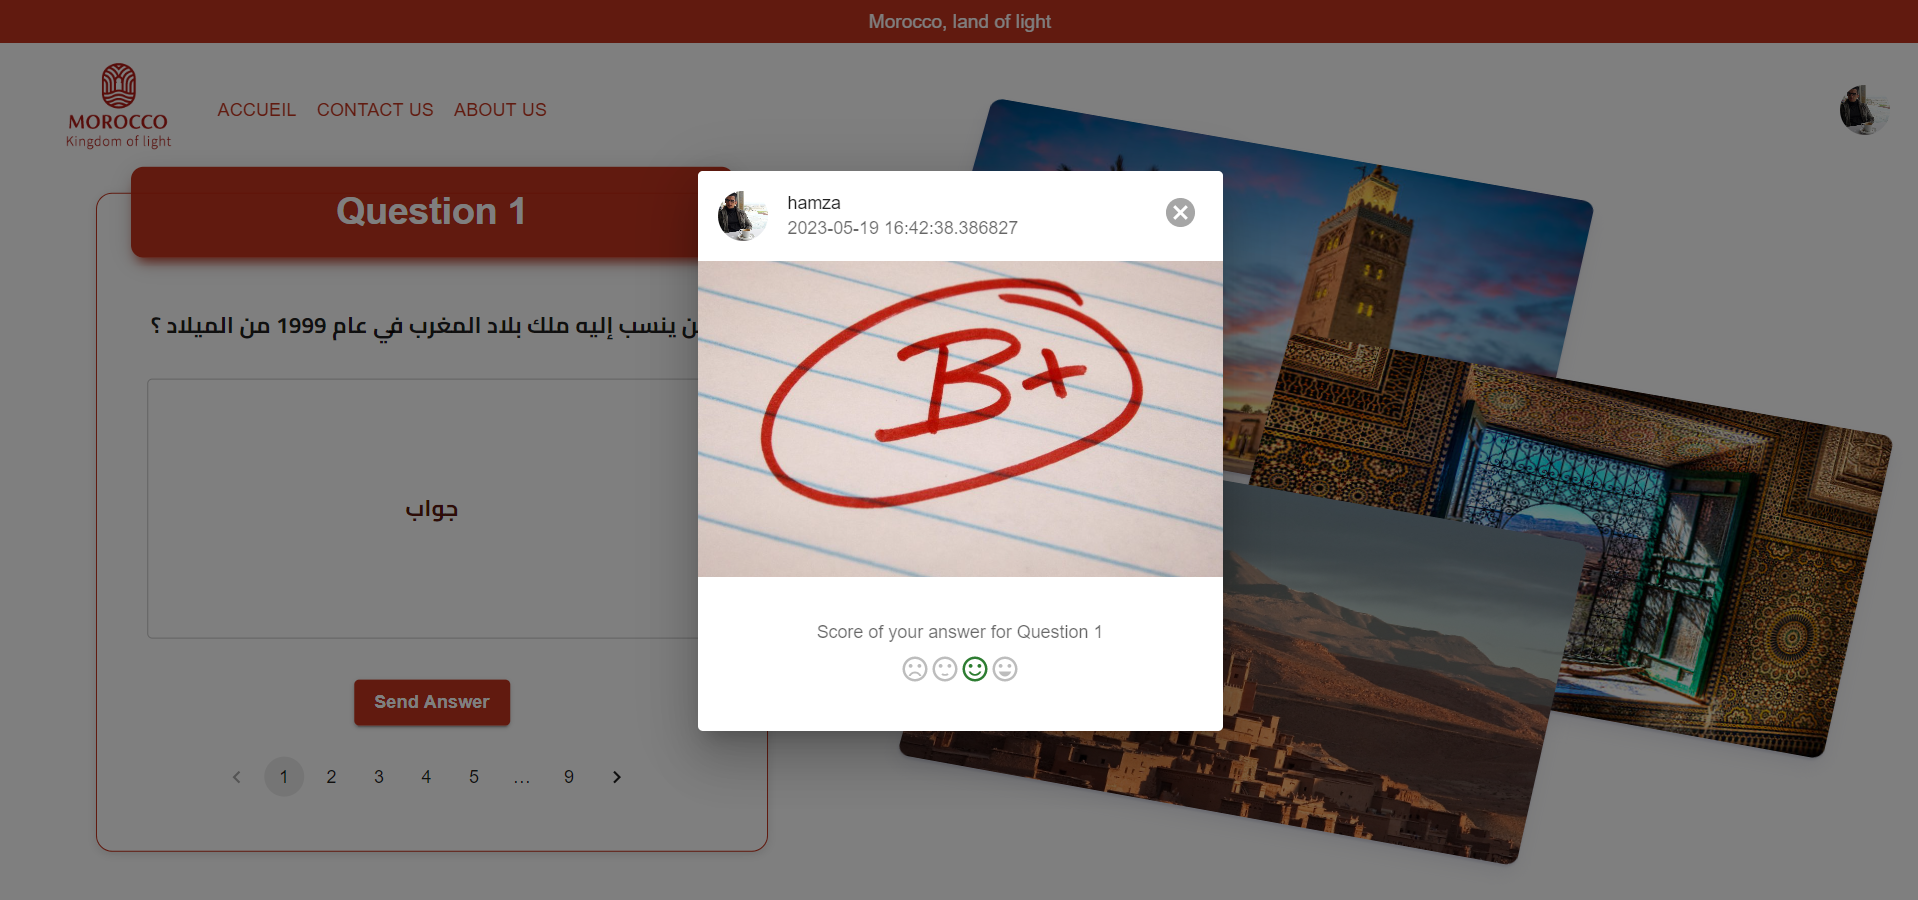 Morocco, land of light
MOROCCO
Kingdom of light
ACCUEIL CONTACT US ABOUT US
Question 1
ينسب إليه ملك بلاد المغرب في عام 1999 من الميلاد ؟
جواب
Send Answer
1 2 3 4 5 ... 9
hamza
2023-05-19 16:42:38.386827
B+
Score of your answer for Question 1